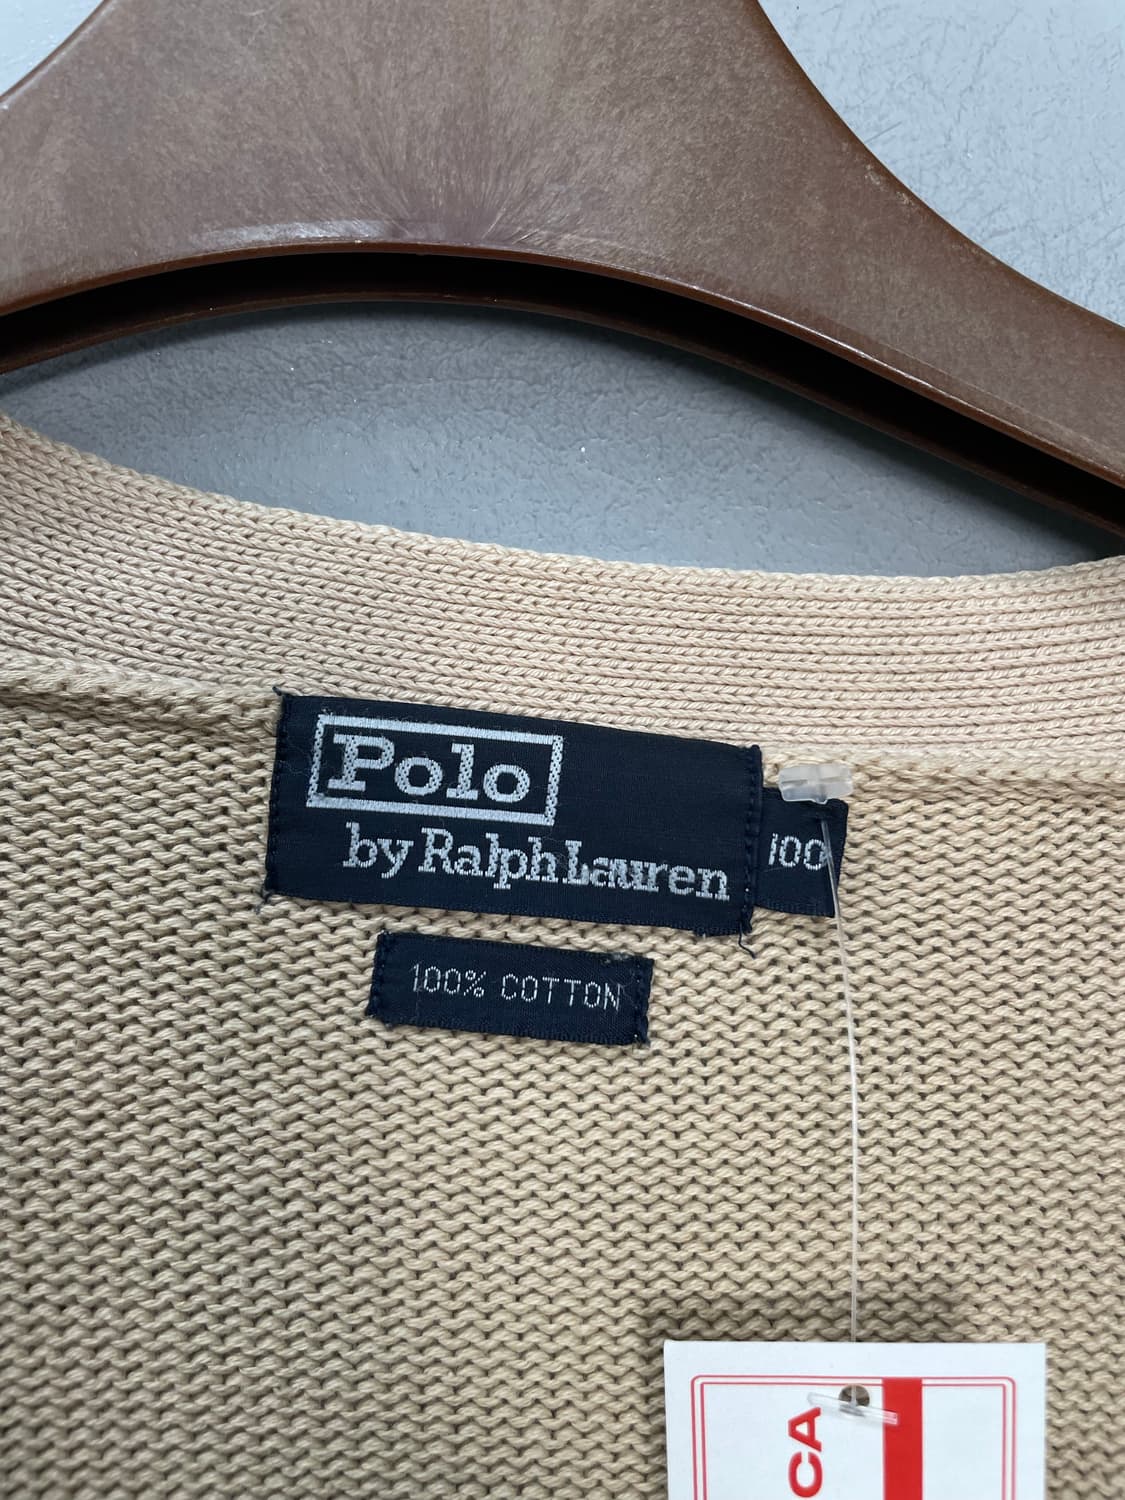 Polo
by Ralph Lauren
100
100% COTTON
CA